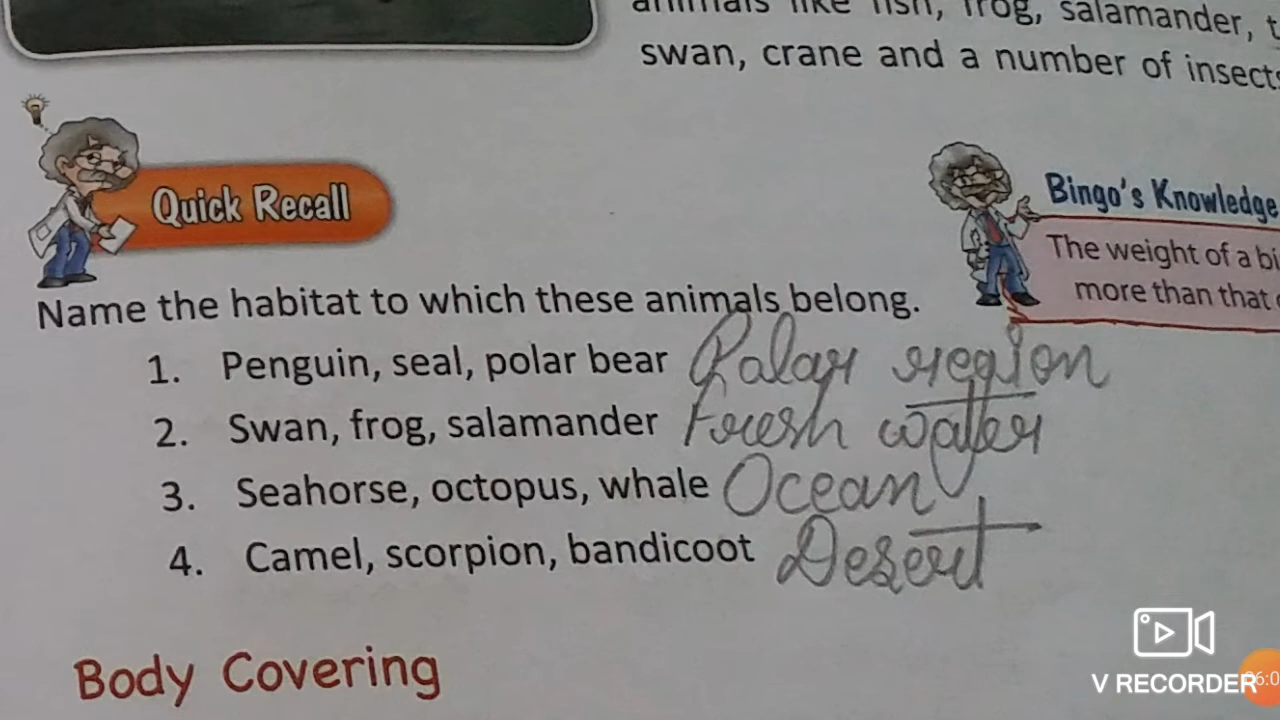 animals like fish, frog, salamander, t
swan, crane and a number of insects
Quick Recall
Bingo's Knowledge
The weight of a bi
more than that
Name the habitat to which these animals belong.
1. Penguin, seal, polar bear Polar region
2. Swan, frog, salamander Fresh water
3. Seahorse, octopus, whale Ocean
4. Camel, scorpion, bandicoot Desert
Body Covering
V RECORDER